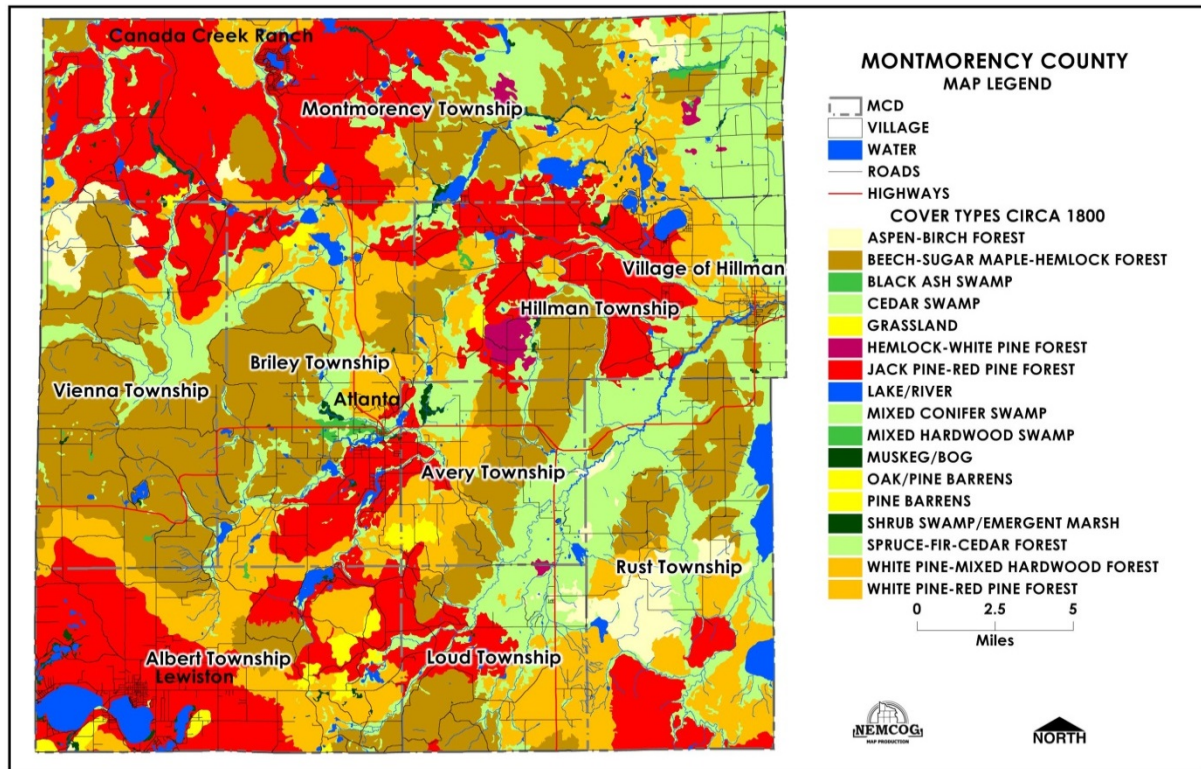 Canada Creek Ranch
Montmorency Township
Village of Hillman
Hillman Township
Briley Township
Vienna Township
Atlanta
Avery Township
Rust Township
Albert Township
Lewiston
Loud Township
MONTMORENCY COUNTY
MAP LEGEND
MCD
VILLAGE
WATER
ROADS
HIGHWAYS
COVER TYPES CIRCA 1800
ASPEN-BIRCH FOREST
BEECH-SUGAR MAPLE-HEMLOCK FOREST
BLACK ASH SWAMP
CEDAR SWAMP
GRASSLAND
HEMLOCK-WHITE PINE FOREST
JACK PINE-RED PINE FOREST
LAKE/RIVER
MIXED CONIFER SWAMP
MIXED HARDWOOD SWAMP
MUSKEG/BOG
OAK/PINE BARRENS
PINE BARRENS
SHRUB SWAMP/EMERGENT MARSH
SPRUCE-FIR-CEDAR FOREST
WHITE PINE-MIXED HARDWOOD FOREST
WHITE PINE-RED PINE FOREST
0 2.5 5
Miles
NEMCOG
MAP PRODUCTION
NORTH